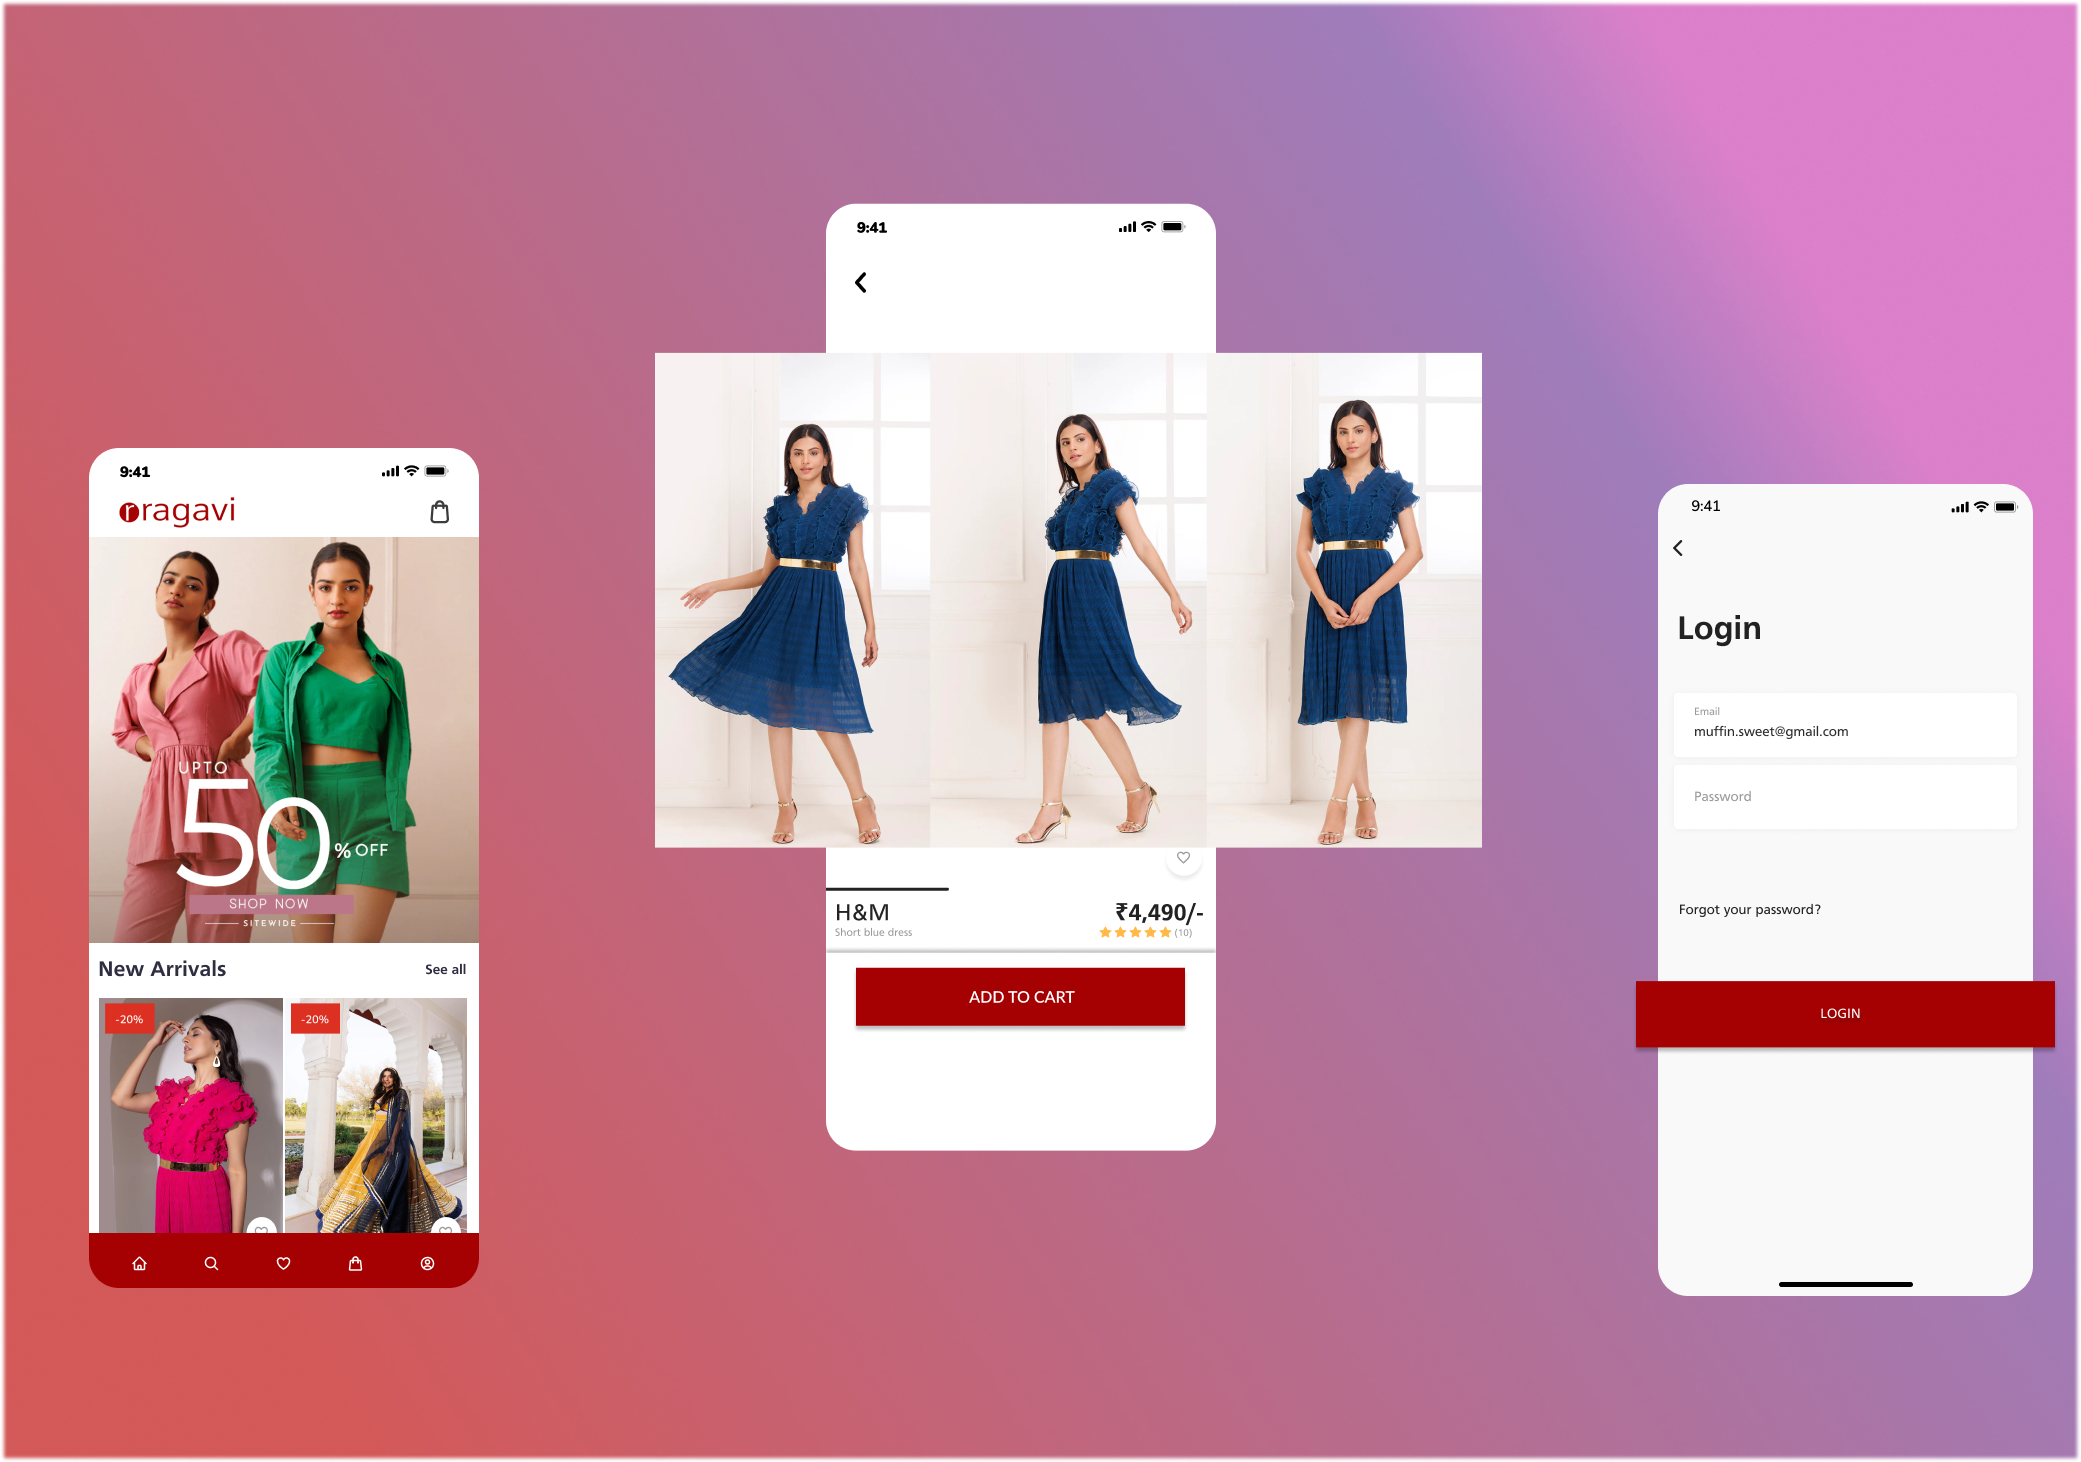 9:41
ragavi
UPTO
50% OFF
SHOP NOW
SITEWIDE
New Arrivals See all
-20% -20%
9:41
H&M ₹4,490/-
Short blue dress (10)
ADD TO CART
9:41
Login
Email
muffin.sweet@gmail.com
Password
Forgot your password?
LOGIN